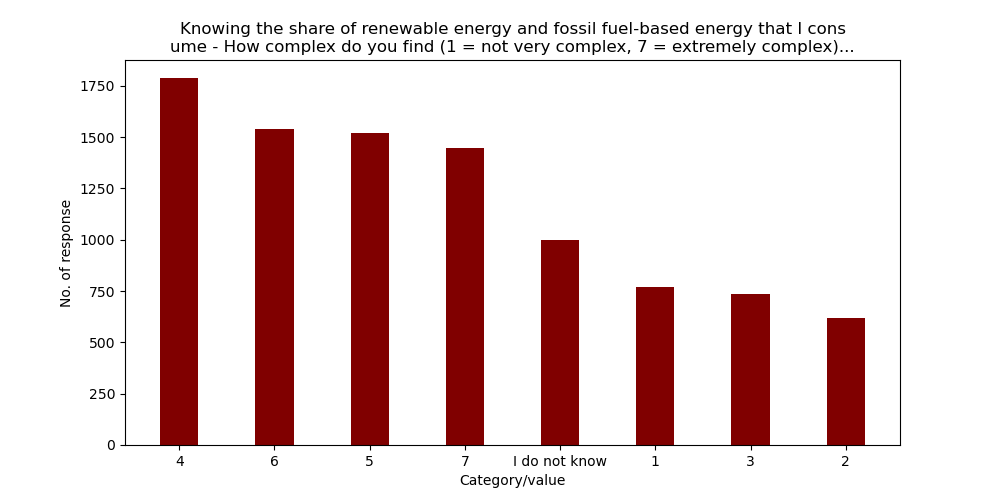 Knowing the share of renewable energy and fossil fuel-based energy that I cons
ume - How complex do you find (1 = not very complex, 7 = extremely complex)...
1750
1500
1250
1000
750
500
250
0
No. of response
4 6 5 7 I do not know 1 3 2
Category/value